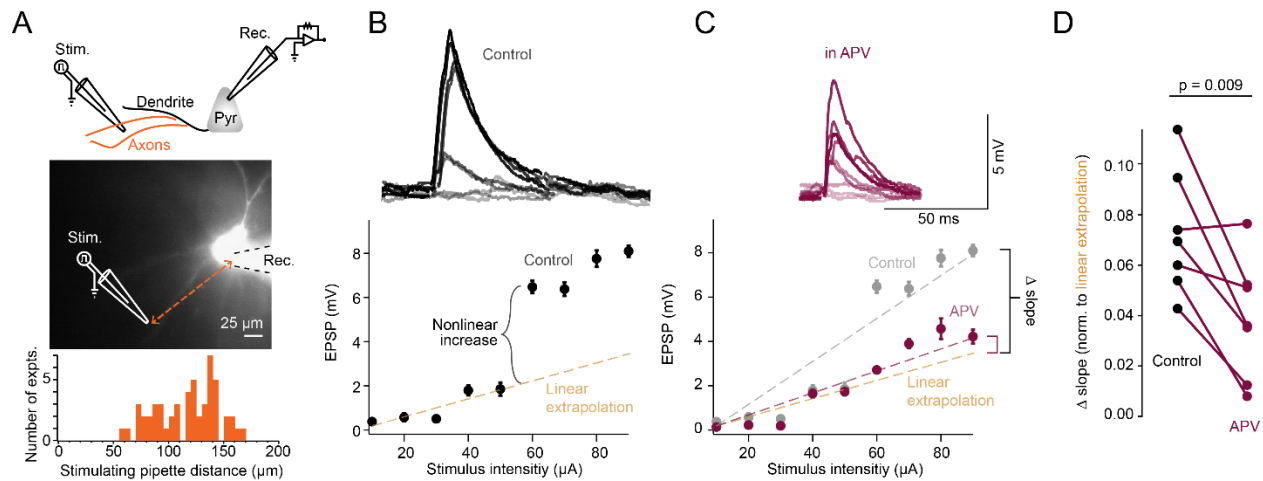 A
Stim.
Rec.
Dendrite
Pyr
Axons
Stim.
Rec.
25 µm
Number of expts.
5
0
0
50
100
150
200
Stimulating pipette distance (µm)
B
Control
EPSP (mV)
8
6
4
2
0
Control
Nonlinear
increase
Linear
extrapolation
20
40
60
80
Stimulus intensitiy (µA)
C
in APV
5 mV
50 ms
EPSP (mV)
8
6
4
2
0
Control
APV
Δ slope
Linear
extrapolation
20
40
60
80
Stimulus intensitiy (µA)
D
p = 0.009
Δ slope (norm. to linear extrapolation)
0.10
0.08
0.06
0.04
0.02
0.00
Control
APV